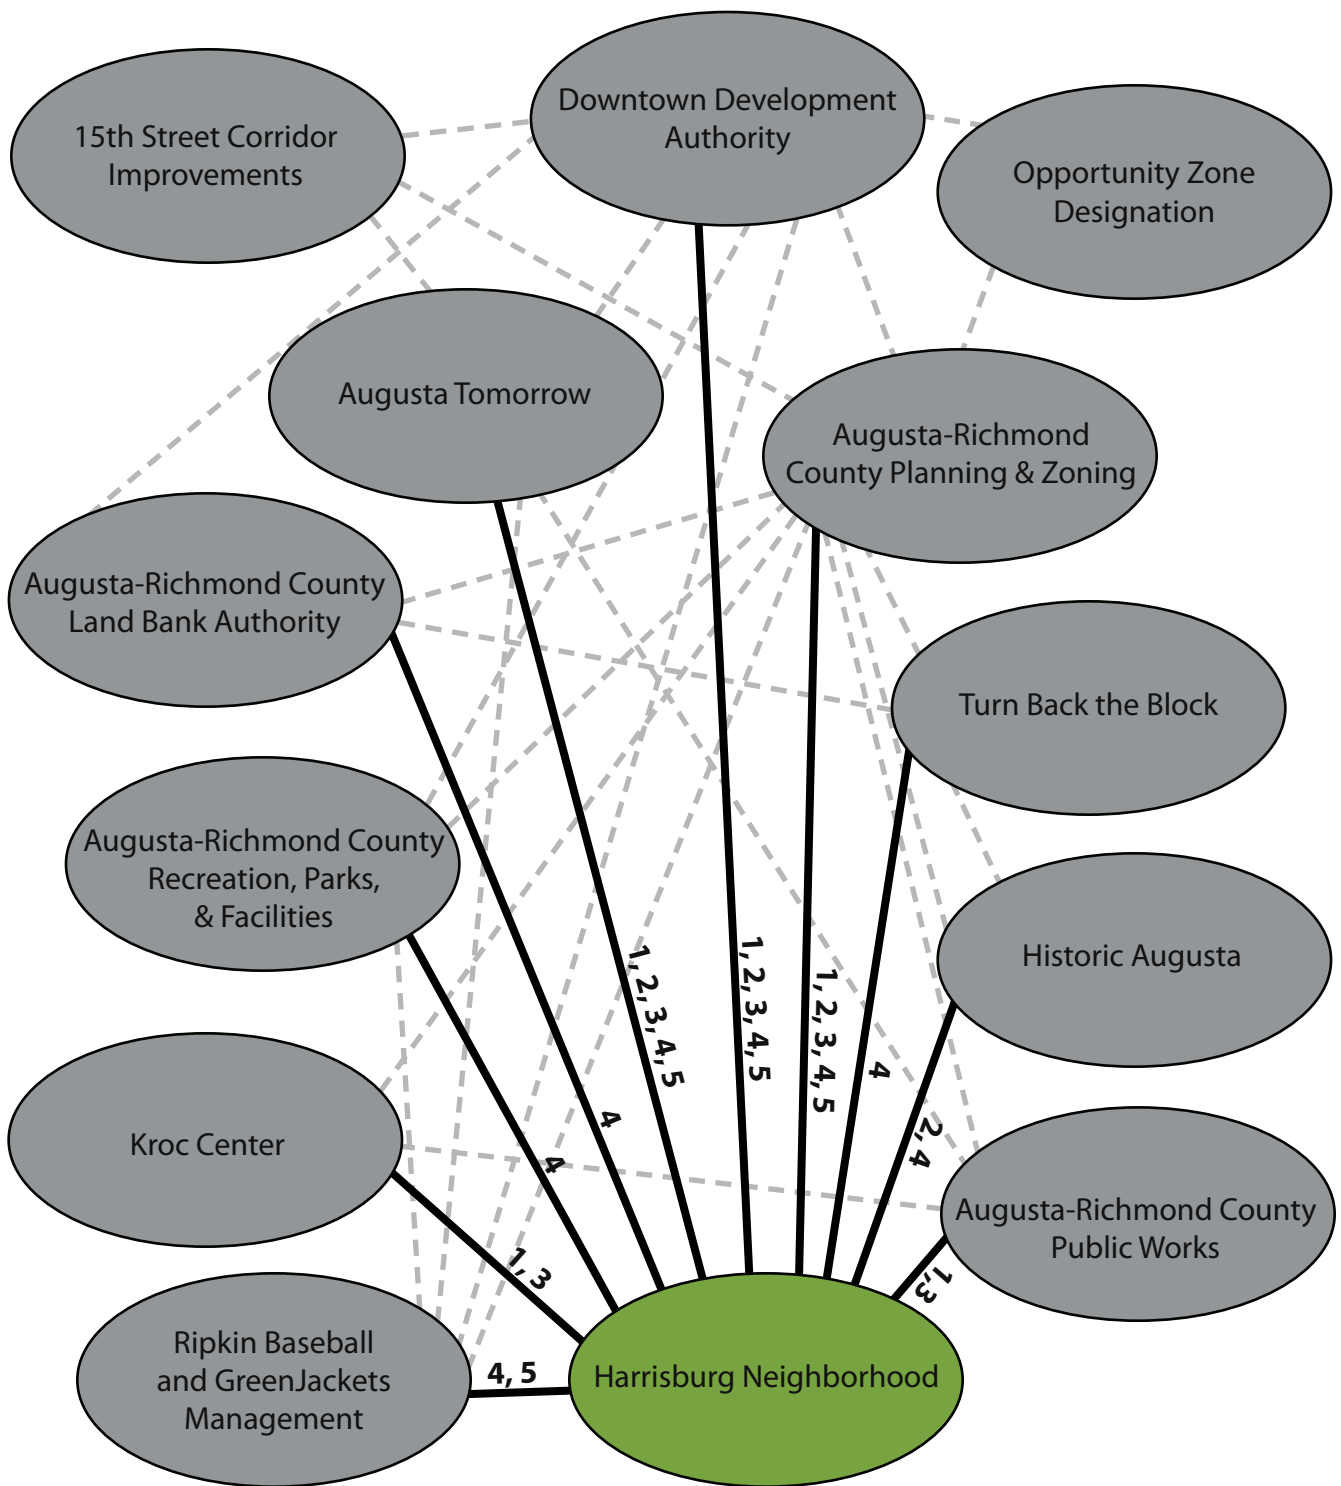 Downtown Development
Authority
15th Street Corridor
Improvements
Opportunity Zone
Designation
Augusta Tomorrow
Augusta-Richmond
County Planning & Zoning
Augusta-Richmond County
Land Bank Authority
Turn Back the Block
Augusta-Richmond County
Recreation, Parks,
& Facilities
Historic Augusta
1, 2, 3, 4, 5
1, 2, 3, 4, 5
1, 2, 3, 4, 5
4
4
4
2, 4
Kroc Center
Augusta-Richmond County
Public Works
1, 3
1,3
Ripkin Baseball
and GreenJackets
Management
4, 5
Harrisburg Neighborhood